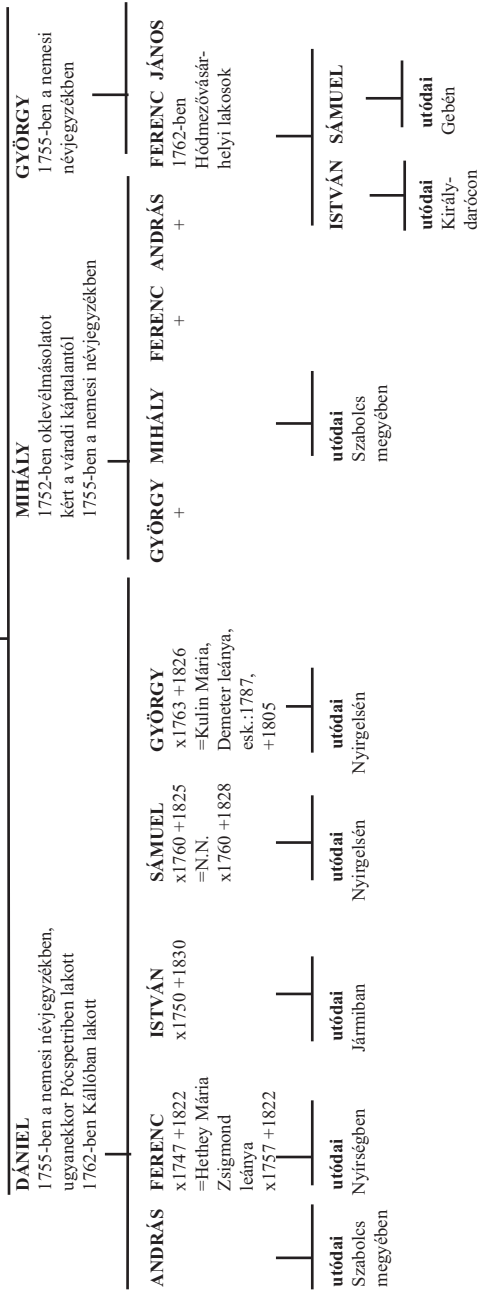 DÁNIEL
1755-ben a nemesi névjegyzékben,
ugyanekkor Pócspetriben lakott
1762-ben Kállóban lakott
MIHÁLY
1752-ben oklevélmásolatot
kért a váradi káptalantól
1755-ben a nemesi névjegyzékben
GYÖRGY
1755-ben a nemesi
névjegyzékben
ANDRÁS
FERENC
x1747 +1822
=Hethey Mária
Zsigmond
leánya
x1757 +1822
ISTVÁN
x1750 +1830
SÁMUEL
x1760 +1825
=N.N.
x1760 +1828
GYÖRGY
x1763 +1826
=Kulin Mária,
Demeter leánya,
esk.:1787,
+1805
GYÖRGY
+
MIHÁLY
FERENC
+
ANDRÁS
+
FERENC JÁNOS
1762-ben
Hódmezővásár-
helyi lakosok
utódai
Szabolcs
megyében
utódai
Nyírségben
utódai
Jármiban
utódai
Nyirgelsén
utódai
Nyirgelsén
utódai
Szabolcs
megyében
ISTVÁN
SÁMUEL
utódai
Király-
darócon
utódai
Gebén